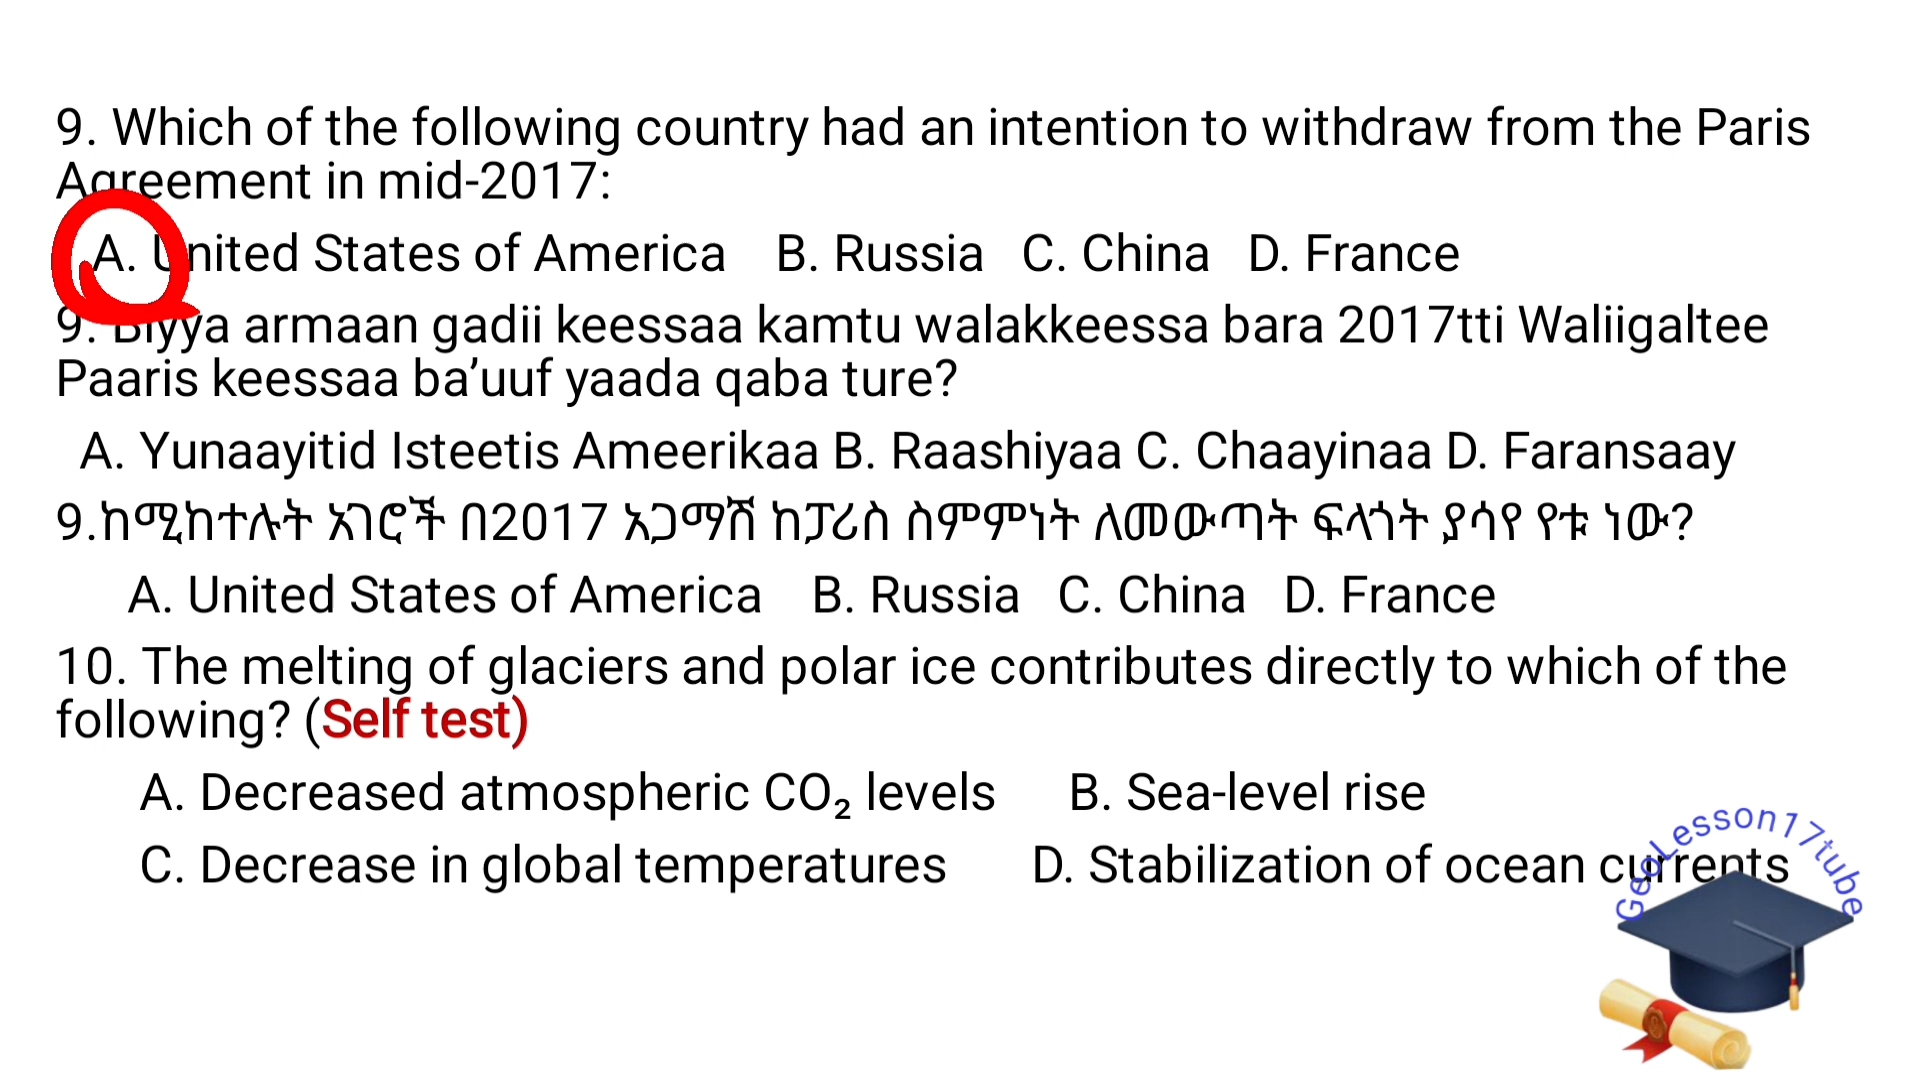 9. Which of the following country had an intention to withdraw from the Paris
Agreement in mid-2017:
A. United States of America B. Russia C. China D. France
9. Biyya armaan gadii keessaa kamtu walakkeessa bara 2017tti Waliigaltee
Paaris keessaa ba’uuf yaada qaba ture?
A. Yunaayitid Isteetis Ameerikaa B. Raashiyaa C. Chaayinaa D. Faransaay
9.ከሚከተሉት አገሮች በ2017 አጋማሽ ከፓሪስ ስምምነት ለመውጣት ፍላጎት ያሳየ የቱ ነው?
A. United States of America B. Russia C. China D. France
10. The melting of glaciers and polar ice contributes directly to which of the
following? (Self test)
A. Decreased atmospheric CO₂ levels B. Sea-level rise
C. Decrease in global temperatures D. Stabilization of ocean currents
GeoLesson17tube